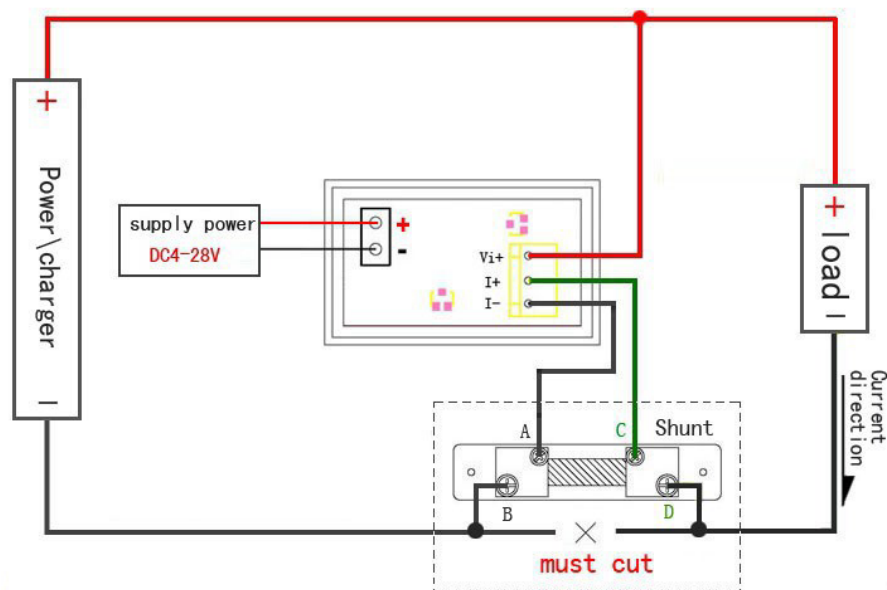 +
Power\charger
—
supply power
DC4-28V
+
-
Vi+
I+
I-
+
load
—
Current
direction
A
C
Shunt
B
D
must cut